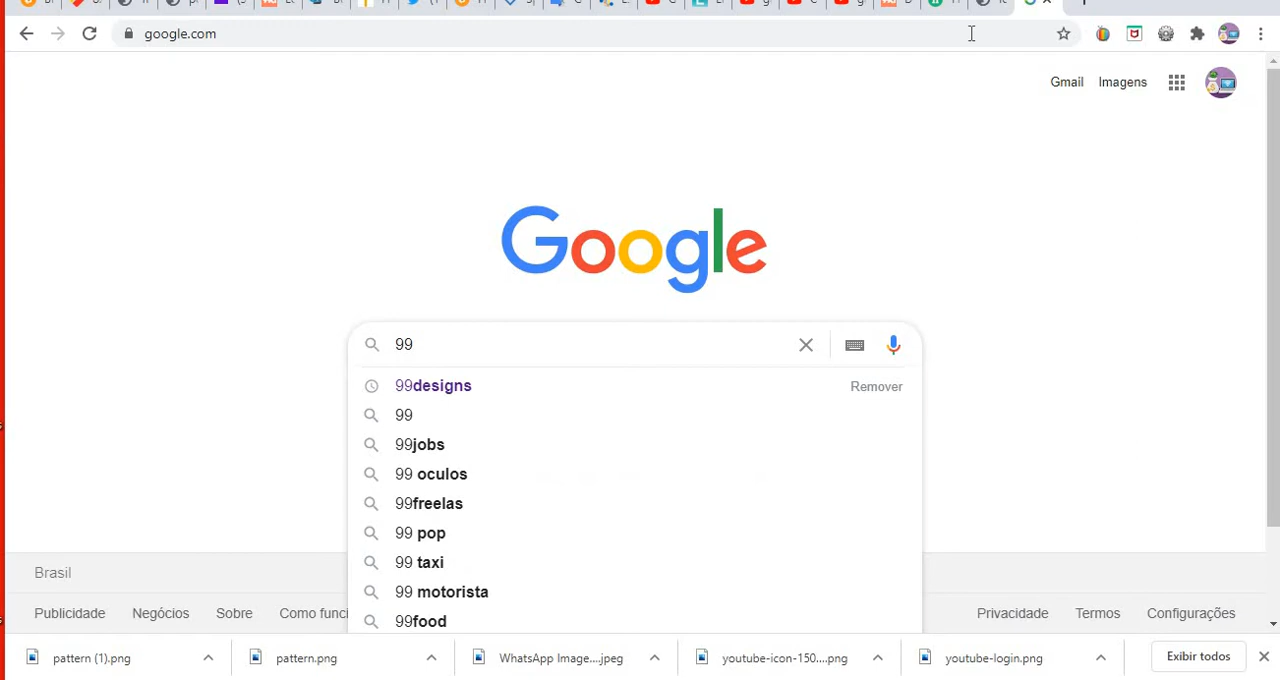 google.com
Gmail Imagens
Google
99
99designs Remover
99
99jobs
99 oculos
99freelas
99 pop
99 taxi
99 motorista
99food
Brasil
Publicidade Negócios Sobre Como funci Privacidade Termos Configurações
pattern (1).png pattern.png WhatsApp Image....jpeg youtube-icon-150....png youtube-login.png Exibir todos